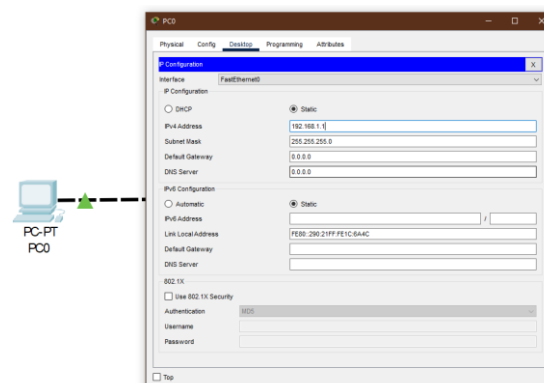 PC0
Physical Config Desktop Programming Attributes
IP Configuration X
Interface FastEthernet0
IP Configuration
DHCP Static
IPv4 Address 192.168.1.1
Subnet Mask 255.255.255.0
Default Gateway 0.0.0.0
DNS Server 0.0.0.0
IPv6 Configuration
Automatic Static
IPv6 Address /
Link Local Address FE80::290:21FF:FE1C:6A4C
Default Gateway
DNS Server
802.1X
Use 802.1X Security
Authentication MD5
Username
Password
Top
PC-PT
PC0